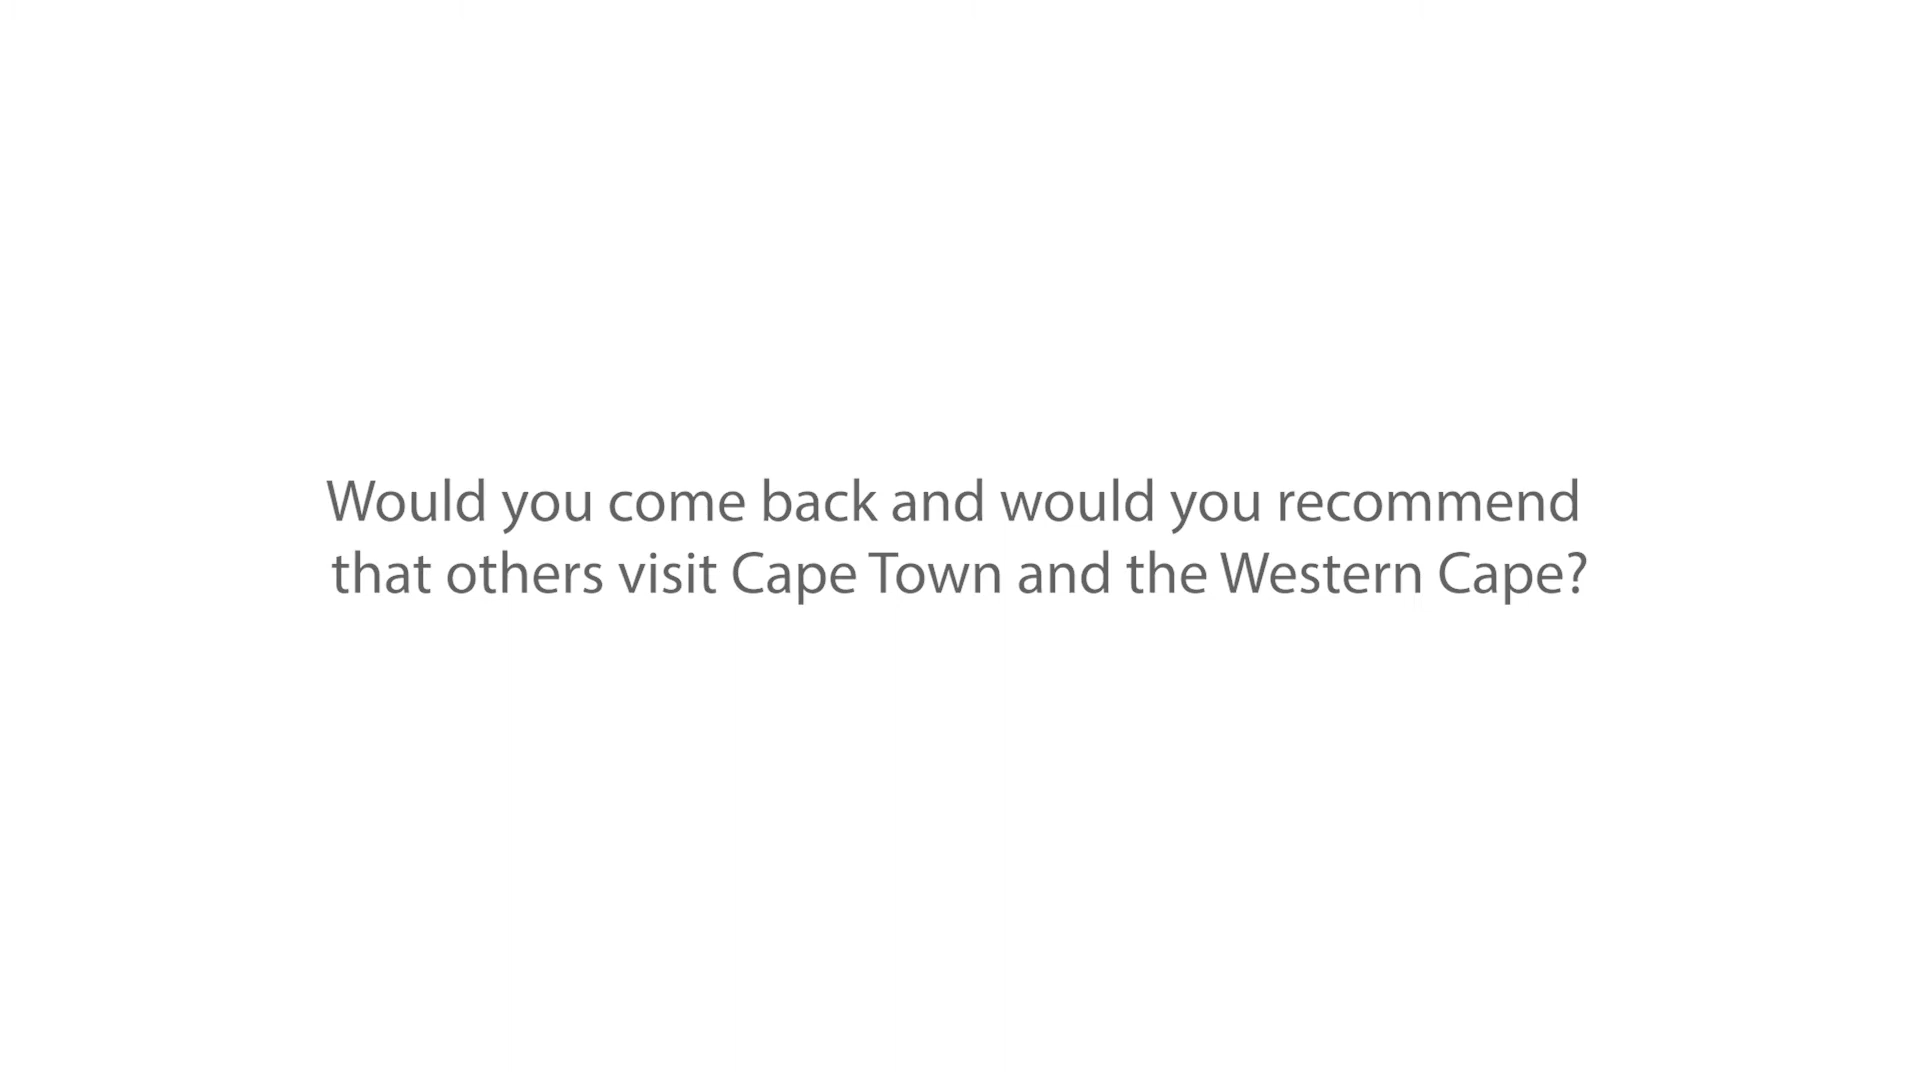 Would you come back and would you recommend
that others visit Cape Town and the Western Cape?